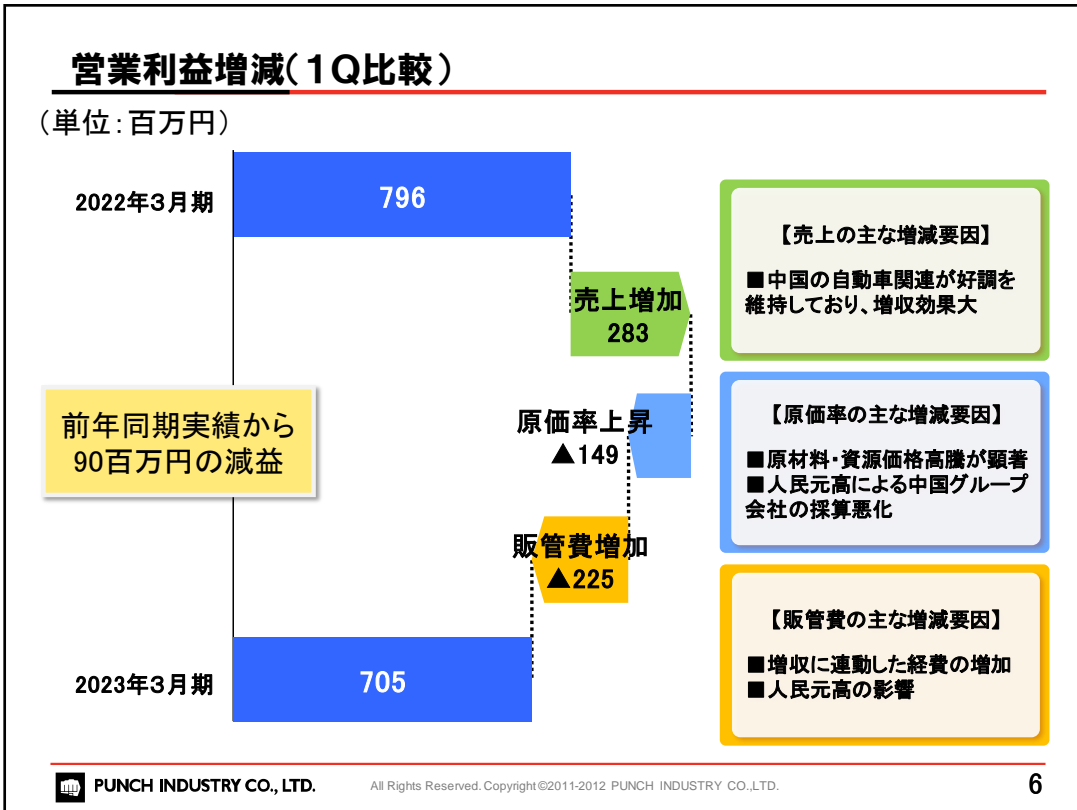 営業利益増減（１Q比較）
（単位：百万円）
2022年3月期
796
売上増加
283
原価率上昇
▲149
販管費増加
▲225
2023年3月期
705
前年同期実績から
90百万円の減益
【売上の主な増減要因】
■中国の自動車関連が好調を
維持しており、増収効果大
【原価率の主な増減要因】
■原材料・資源価格高騰が顕著
■人民元高による中国グループ
会社の採算悪化
【販管費の主な増減要因】
■増収に連動した経費の増加
■人民元高の影響
PUNCH INDUSTRY CO., LTD.
All Rights Reserved. Copyright©2011-2012 PUNCH INDUSTRY CO.,LTD.
6